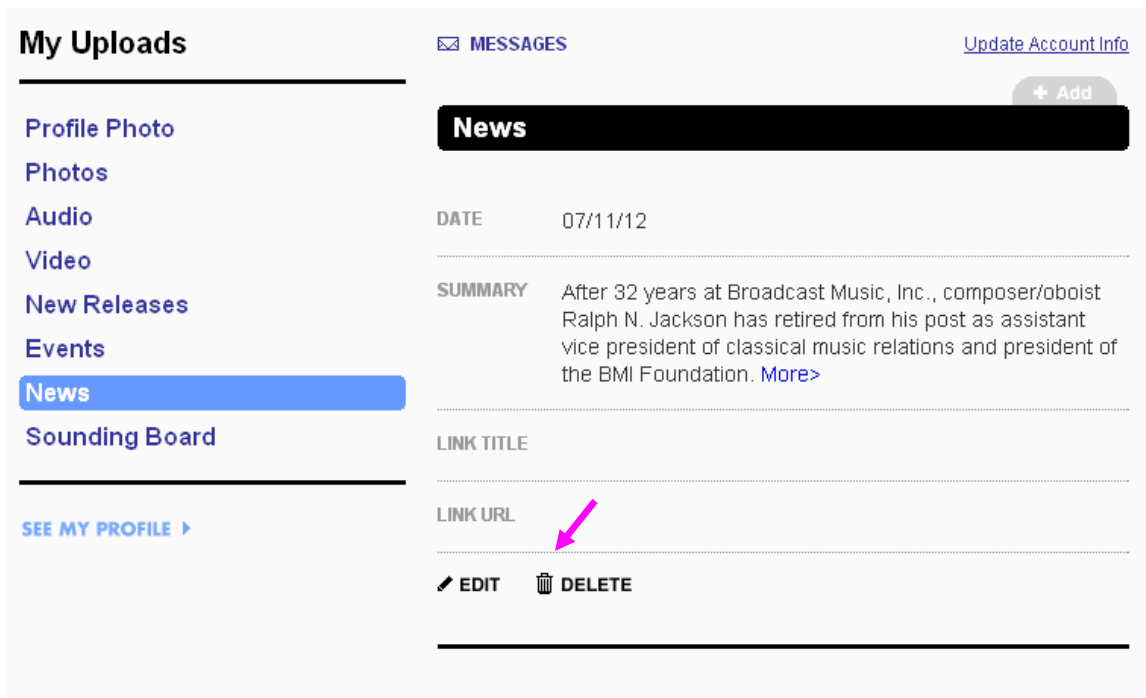 My Uploads
MESSAGES
Update Account Info
+ Add
Profile Photo
Photos
Audio
Video
New Releases
Events
News
Sounding Board
SEE MY PROFILE
News
DATE 07/11/12
SUMMARY After 32 years at Broadcast Music, Inc., composer/oboist
Ralph N. Jackson has retired from his post as assistant
vice president of classical music relations and president of
the BMI Foundation. More>
LINK TITLE
LINK URL
EDIT DELETE